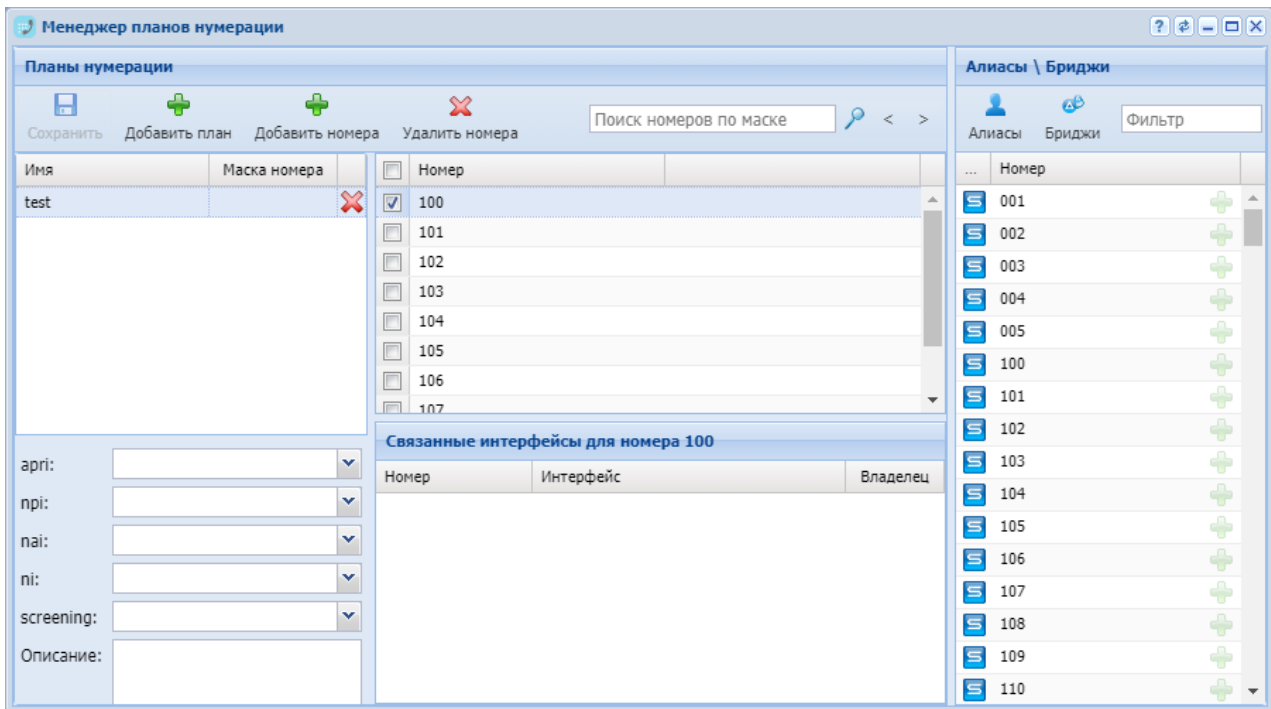 Менеджер планов нумерации
Планы нумерации
Сохранить Добавить план Добавить номера Удалить номера Поиск номеров по маске < >
Имя Маска номера Номер
test 100
101
102
103
104
105
106
107
Связанные интерфейсы для номера 100
Номер Интерфейс Владелец
apri:
npi:
nai:
ni:
screening:
Описание:
Алиасы \ Бриджи
Алиасы Бриджи Фильтр
... Номер
001
002
003
004
005
100
101
102
103
104
105
106
107
108
109
110